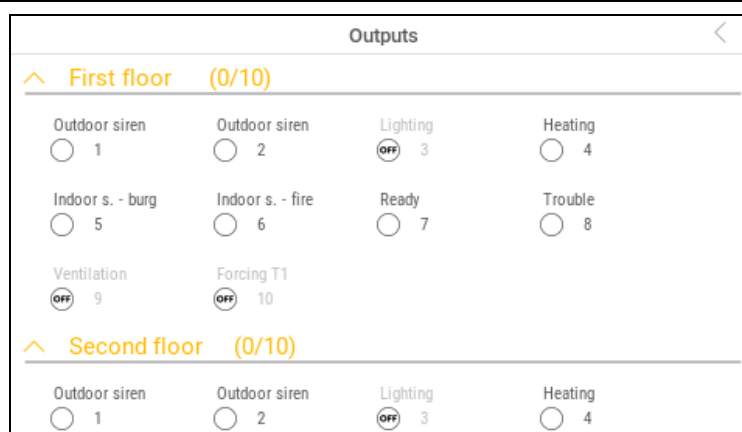 Outputs
First floor (0/10)
Outdoor siren Outdoor siren Lighting Heating
1 2 OFF 3 4
Indoor s. - burg Indoor s. - fire Ready Trouble
5 6 7 8
Ventilation Forcing T1
OFF 9 OFF 10
Second floor (0/10)
Outdoor siren Outdoor siren Lighting Heating
1 2 OFF 3 4